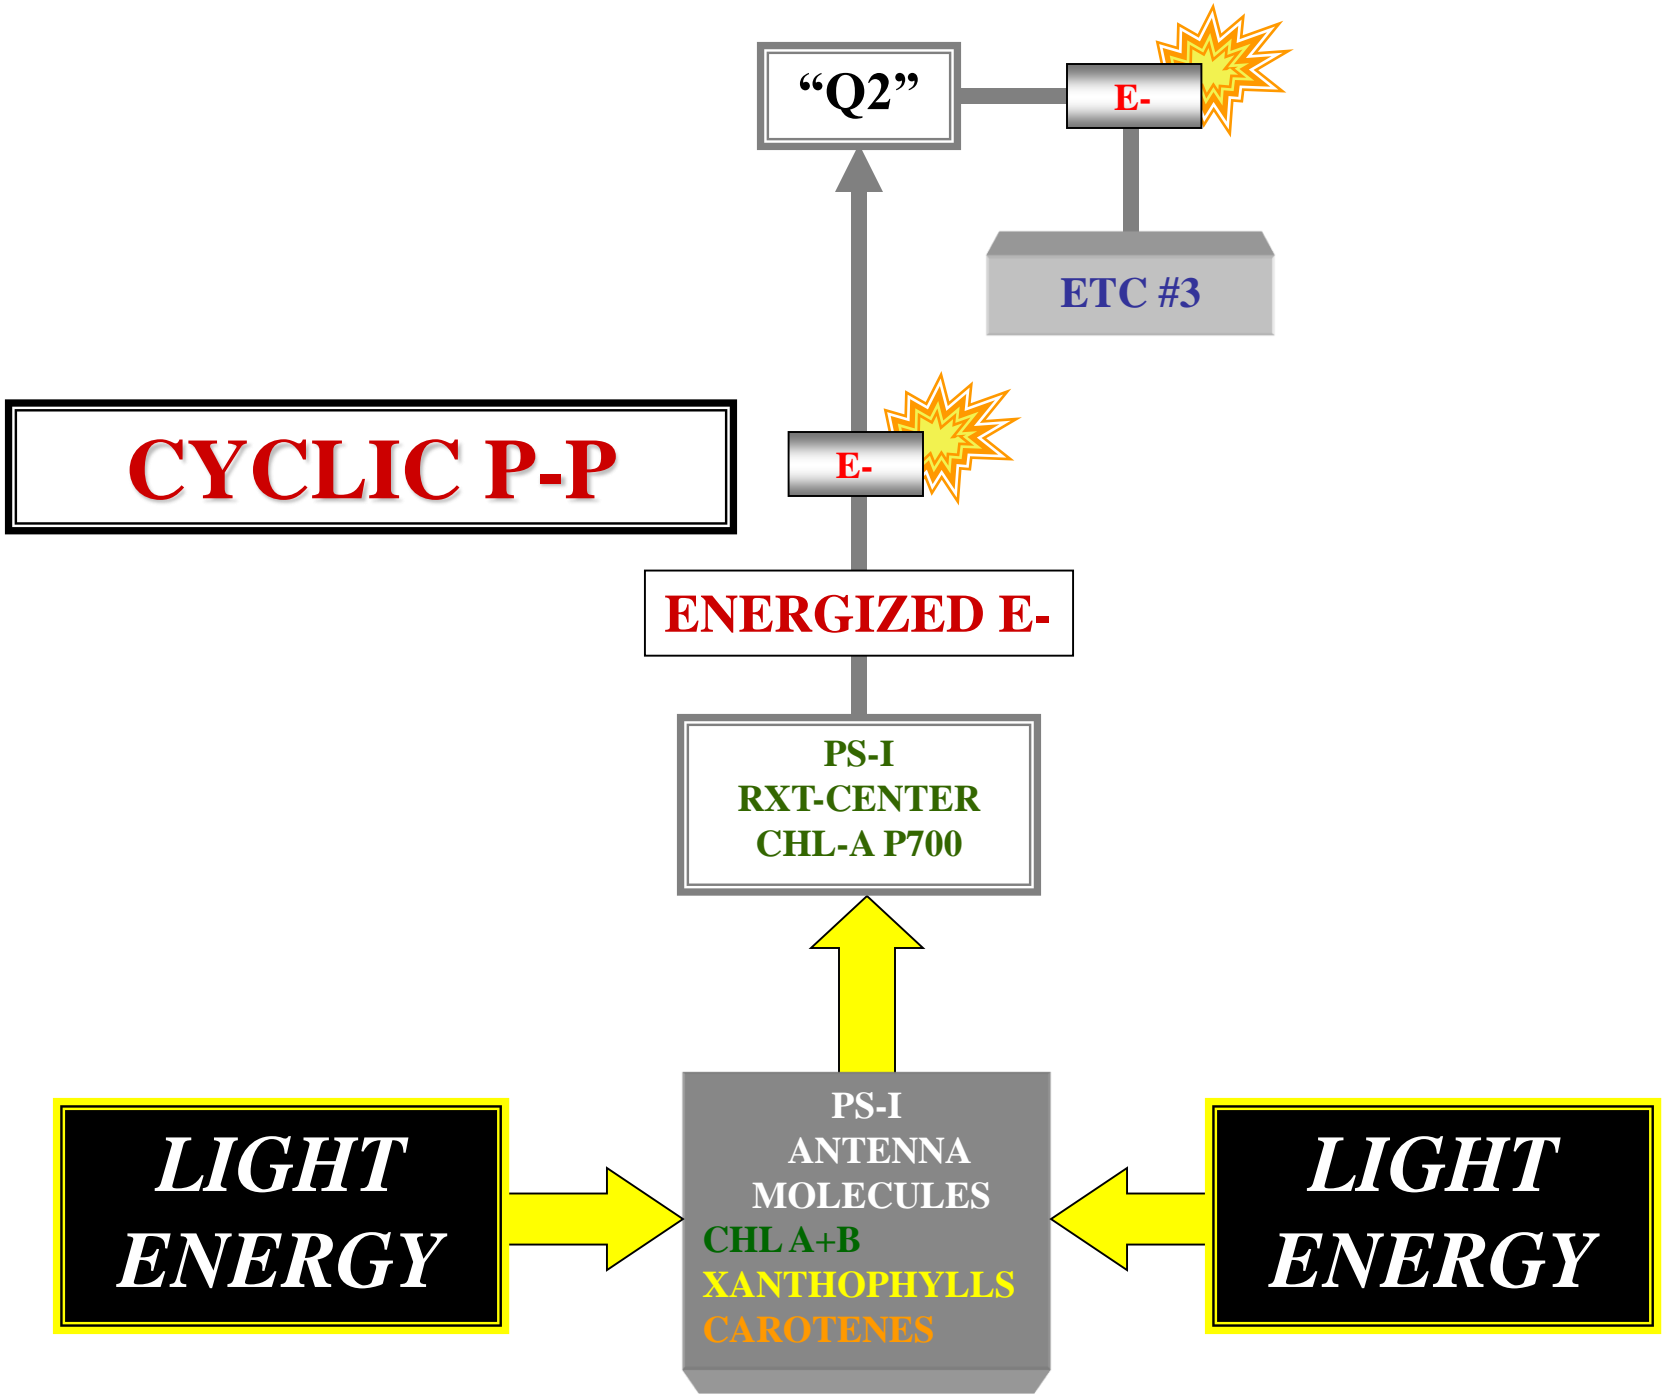 “Q2”
E-
ETC #3
CYCLIC P-P
E-
ENERGIZED E-
PS-I
RXT-CENTER
CHL-A P700
LIGHT
ENERGY
PS-I
ANTENNA
MOLECULES
CHL A+B
XANTHOPHYLLS
CAROTENES
LIGHT
ENERGY